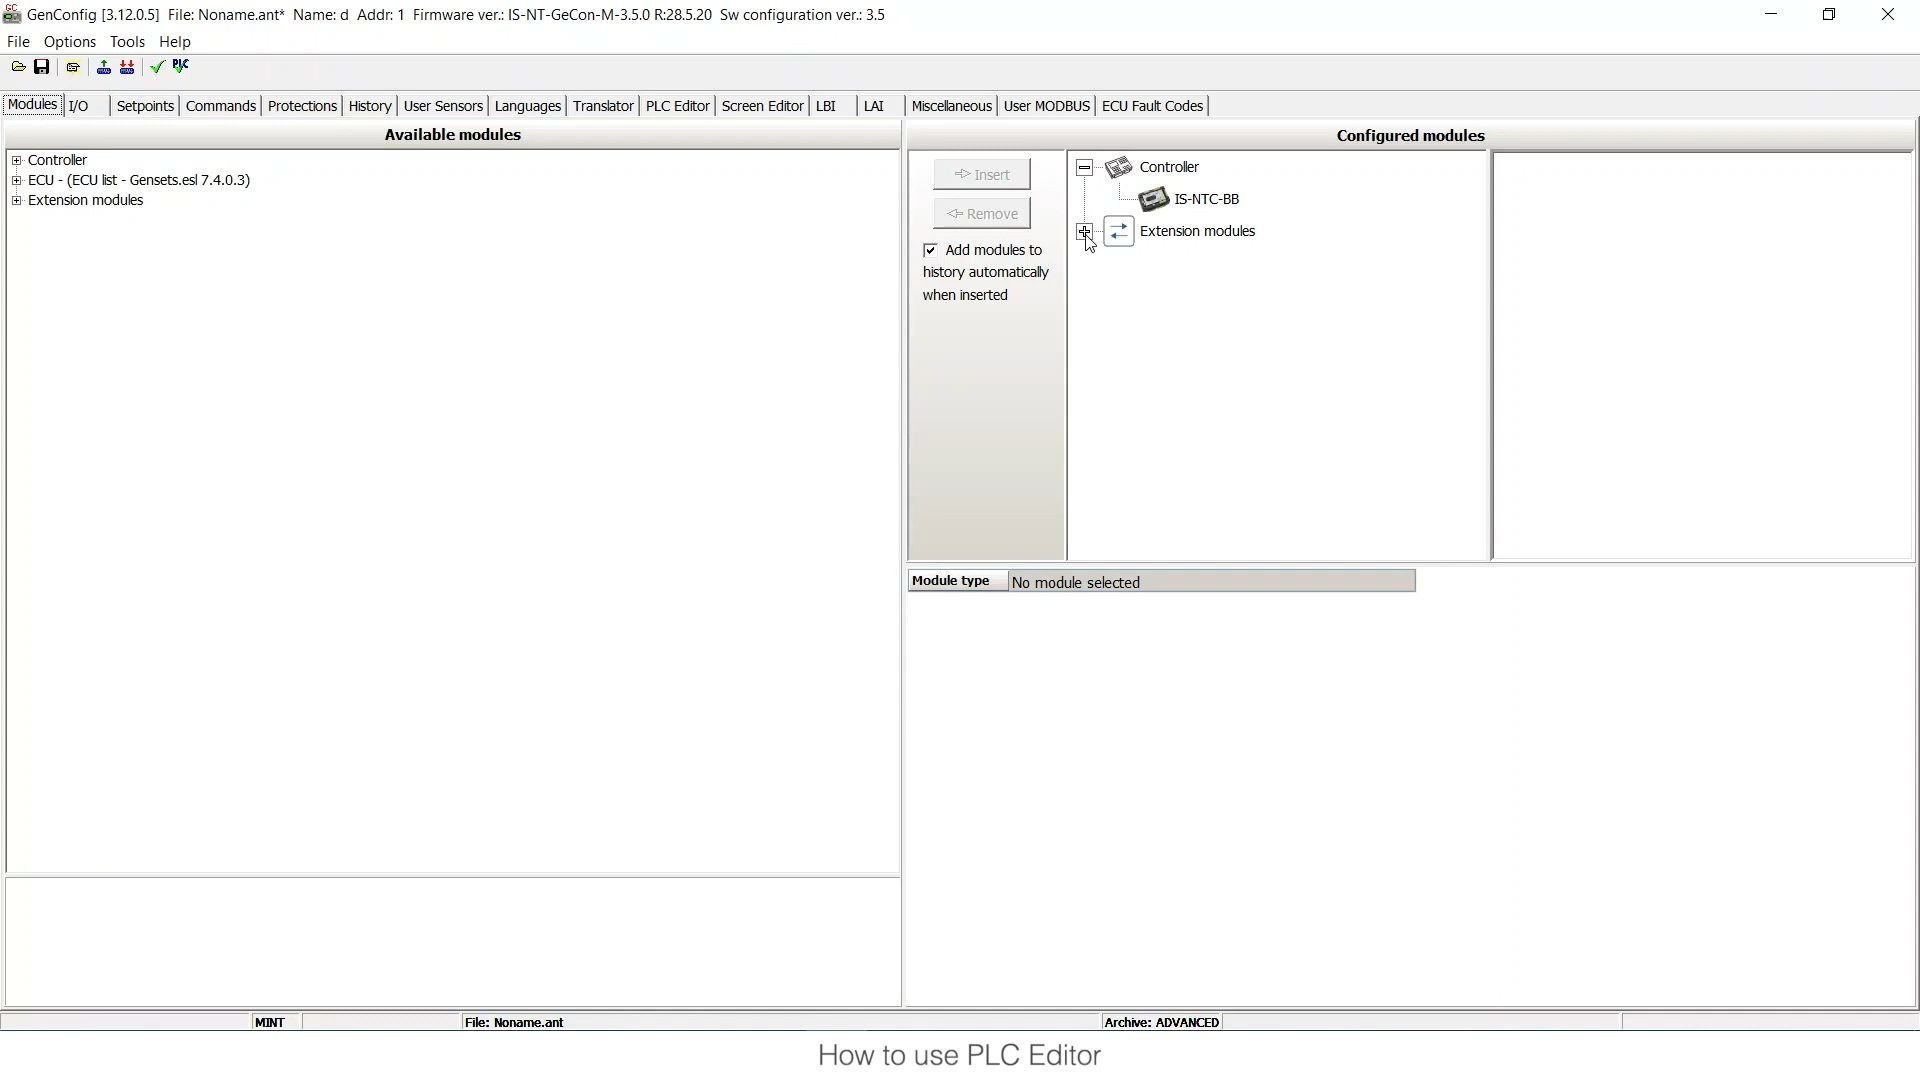 GenConfig [3.12.0.5] File: Noname.ant* Name: d Addr: 1 Firmware ver.: IS-NT-GeCon-M-3.5.0 R:28.5.20 Sw configuration ver.: 3.5
File Options Tools Help
PLC
Modules I/O Setpoints Commands Protections History User Sensors Languages Translator PLC Editor Screen Editor LBI LAI Miscellaneous User MODBUS ECU Fault Codes
Available modules
Controller
ECU - (ECU list - Gensets.esl 7.4.0.3)
Extension modules
Configured modules
Insert
Remove
Add modules to
history automatically
when inserted
Controller
IS-NTC-BB
Extension modules
Module type No module selected
MINT File: Noname.ant Archive: ADVANCED
How to use PLC Editor